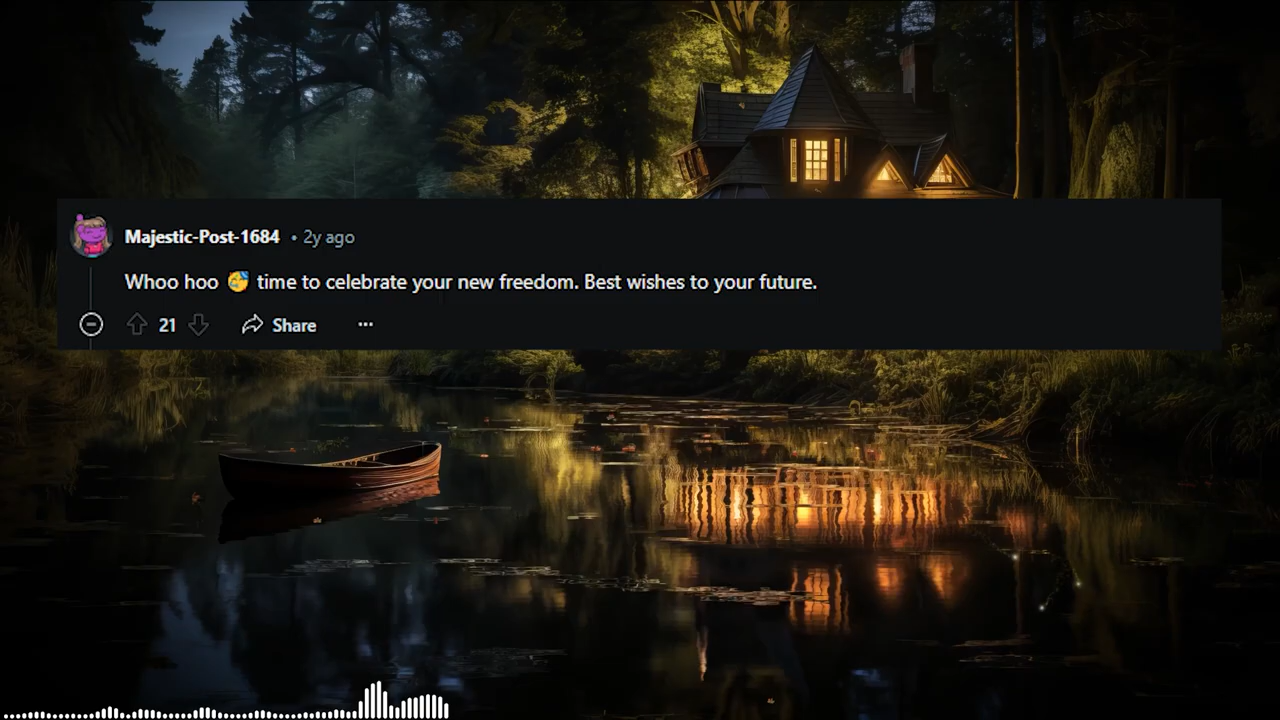 Majestic-Post-1684 • 2y ago
Whoo hoo 🥳 time to celebrate your new freedom. Best wishes to your future.
21 Share ...